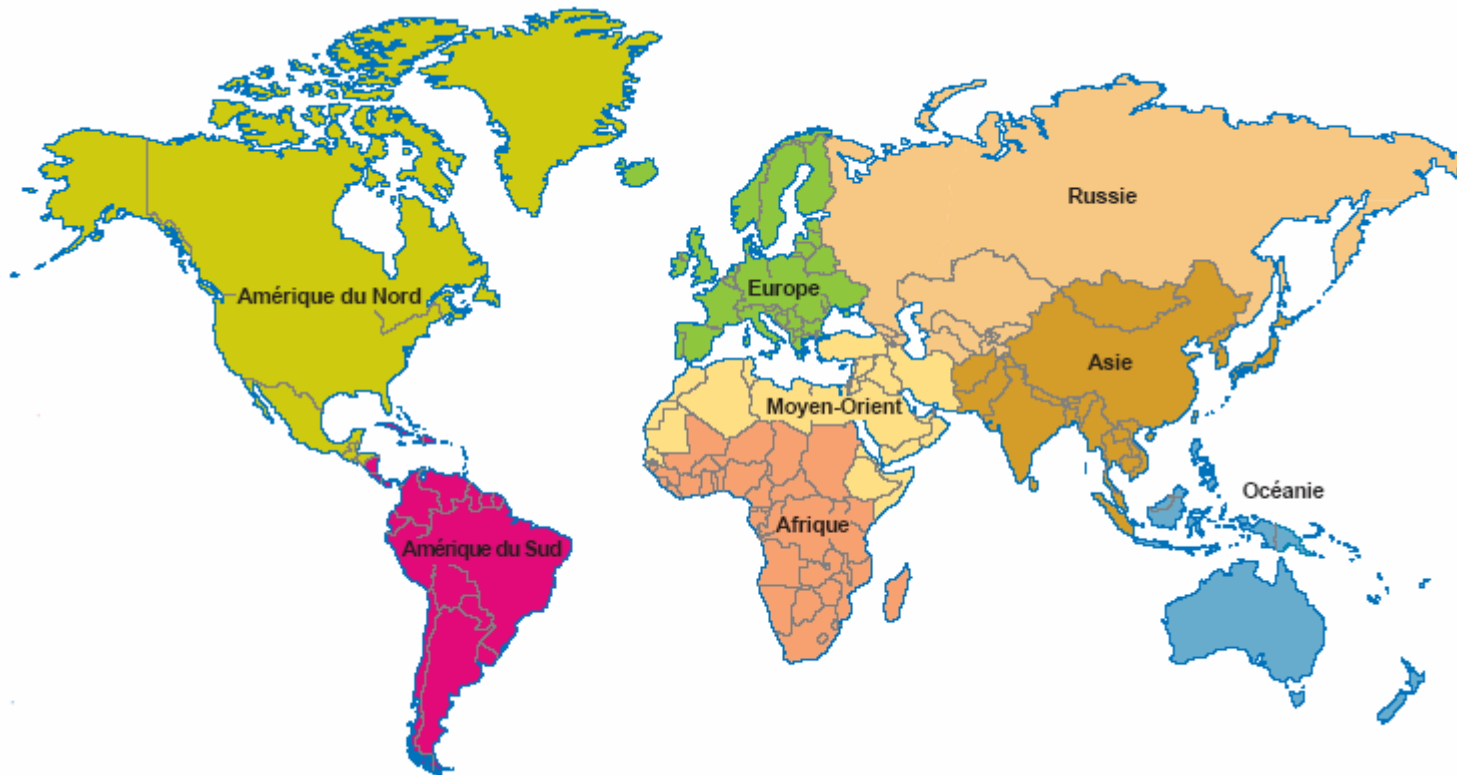 Russie
Amérique du Nord
Europe
Asie
Moyen-Orient
Océanie
Afrique
Amérique du Sud